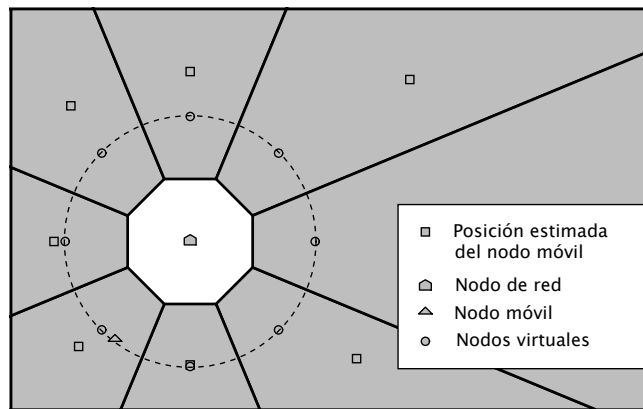 Posición estimada
del nodo móvil
Nodo de red
Nodo móvil
Nodos virtuales